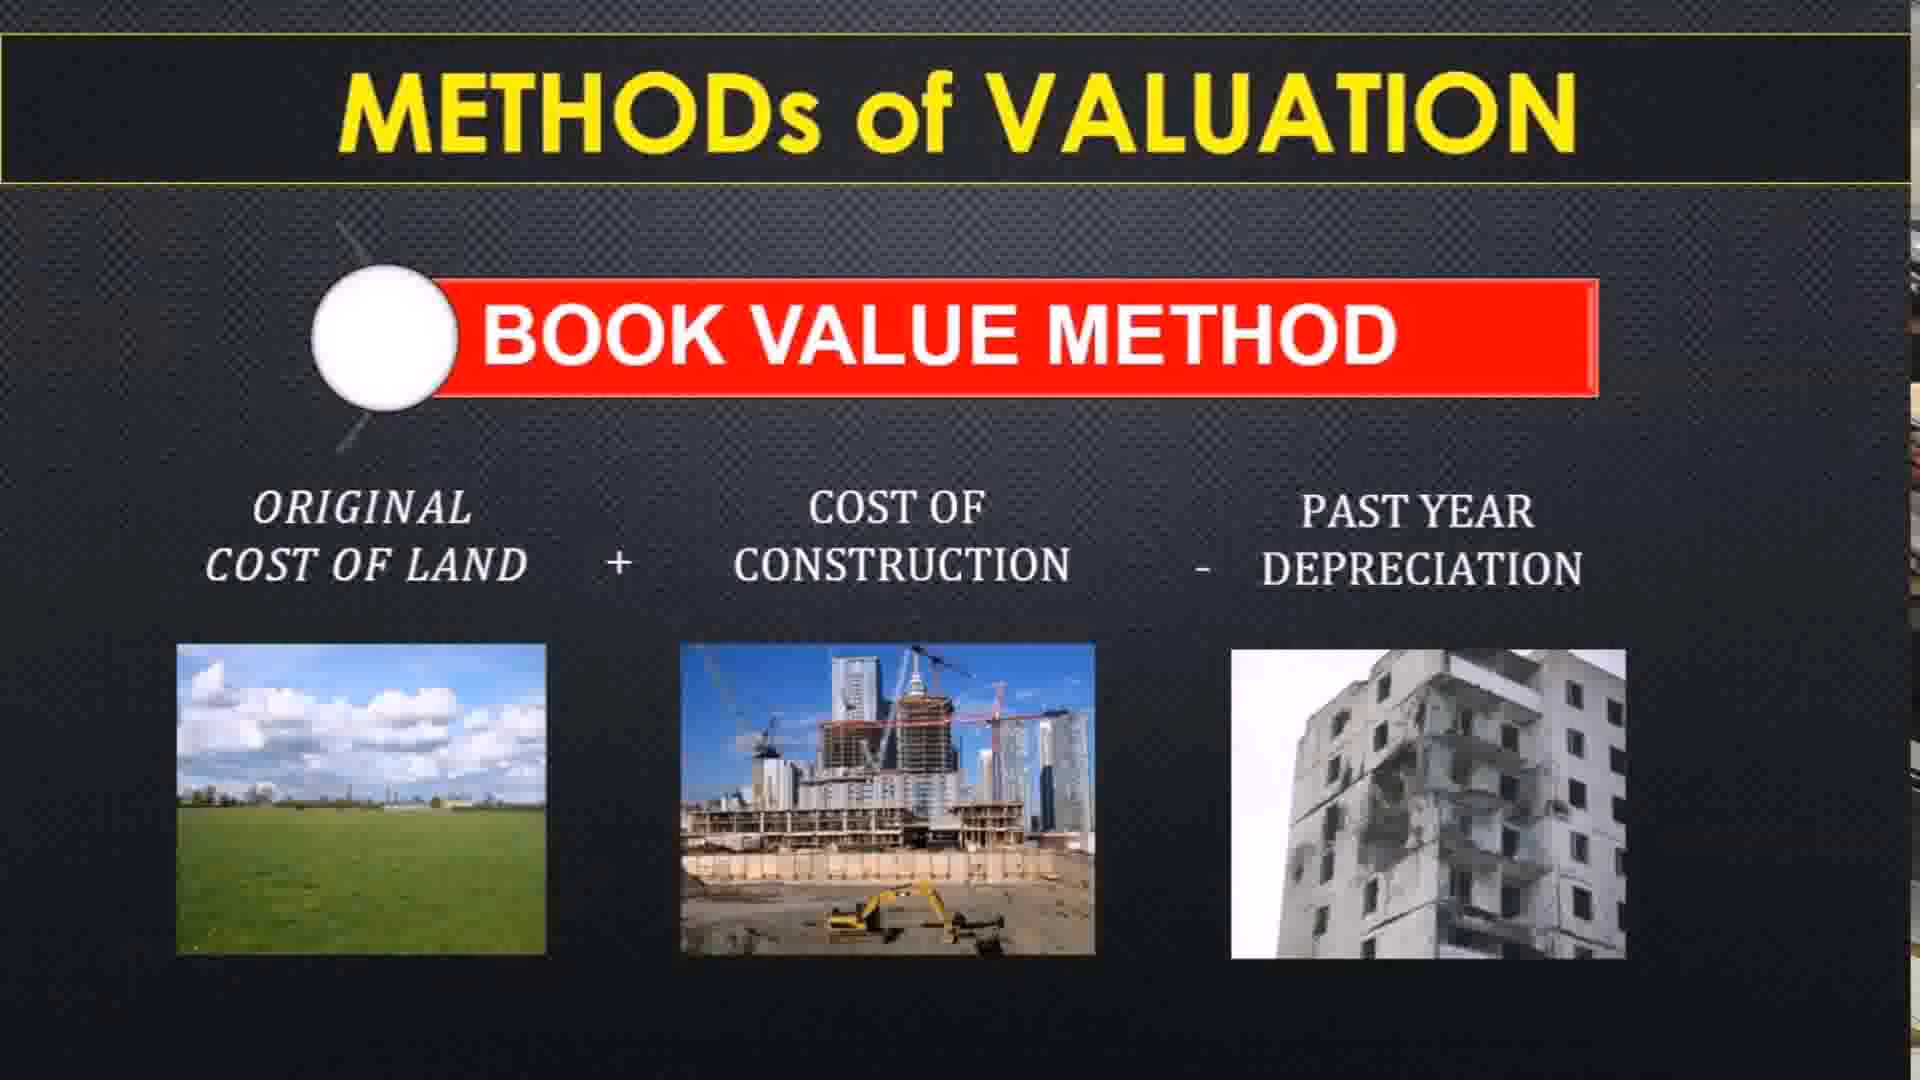 METHODs of VALUATION
BOOK VALUE METHOD
ORIGINAL
COST OF LAND
+
COST OF
CONSTRUCTION
-
PAST YEAR
DEPRECIATION